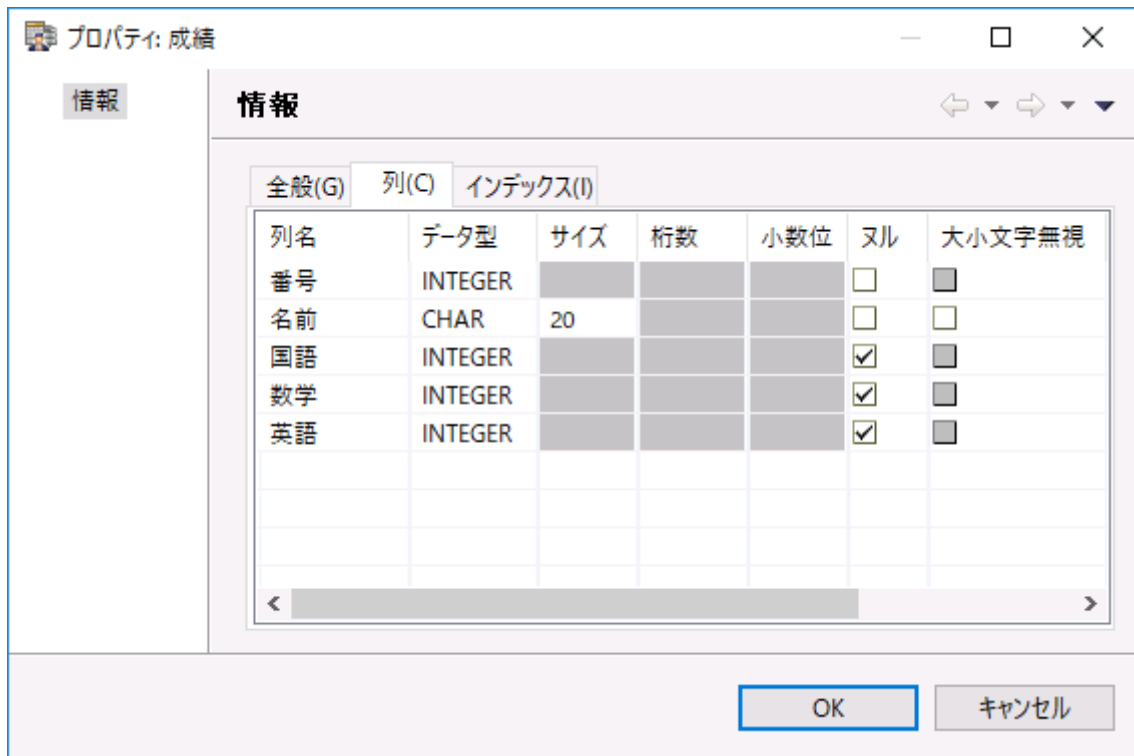 プロパティ: 成績
情報
情報
全般(G) 列(C) インデックス(I)
列名 データ型 サイズ 桁数 小数位 ヌル 大小文字無視
番号 INTEGER
名前 CHAR 20
国語 INTEGER
数学 INTEGER
英語 INTEGER
OK キャンセル